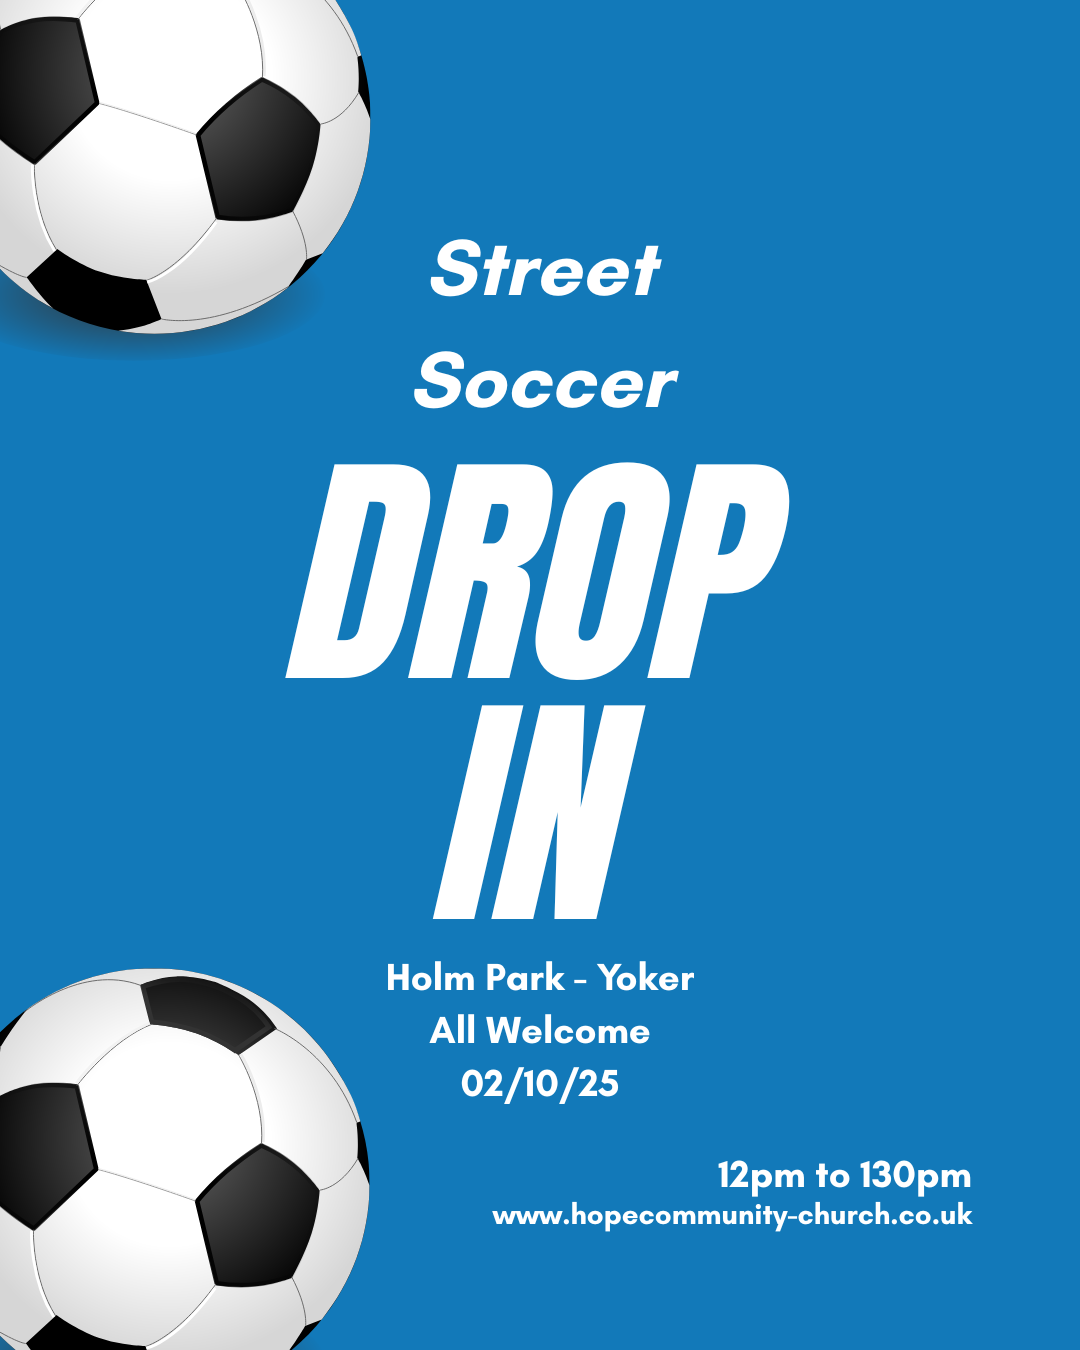 Street
Soccer
DROP
IN
Holm Park - Yoker
All Welcome
02/10/25
12pm to 130pm
www.hopecommunity-church.co.uk